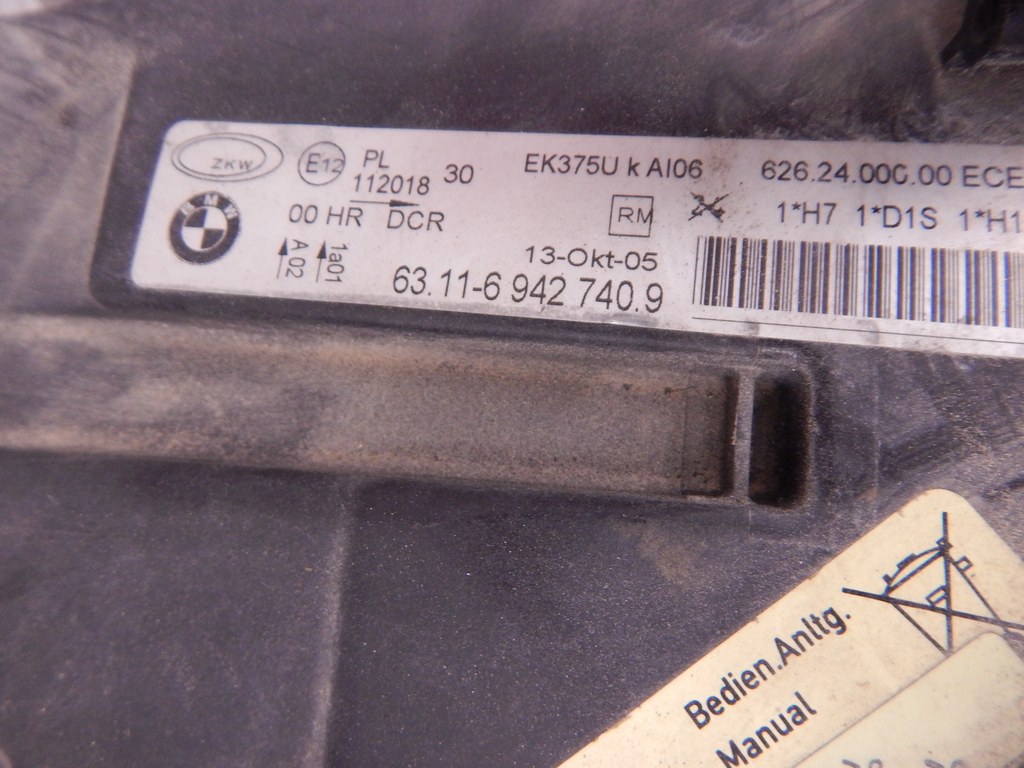 ZKW E12 PL 30 EK375U k AI06 626.24.000.00 ECE
112018
BMW 00 HR DCR RM 1*H7 1*D1S 1*H1
A 02 1a01 13-Okt-05
63.11-6 942 740.9
Bedien.Anltg.
Manual